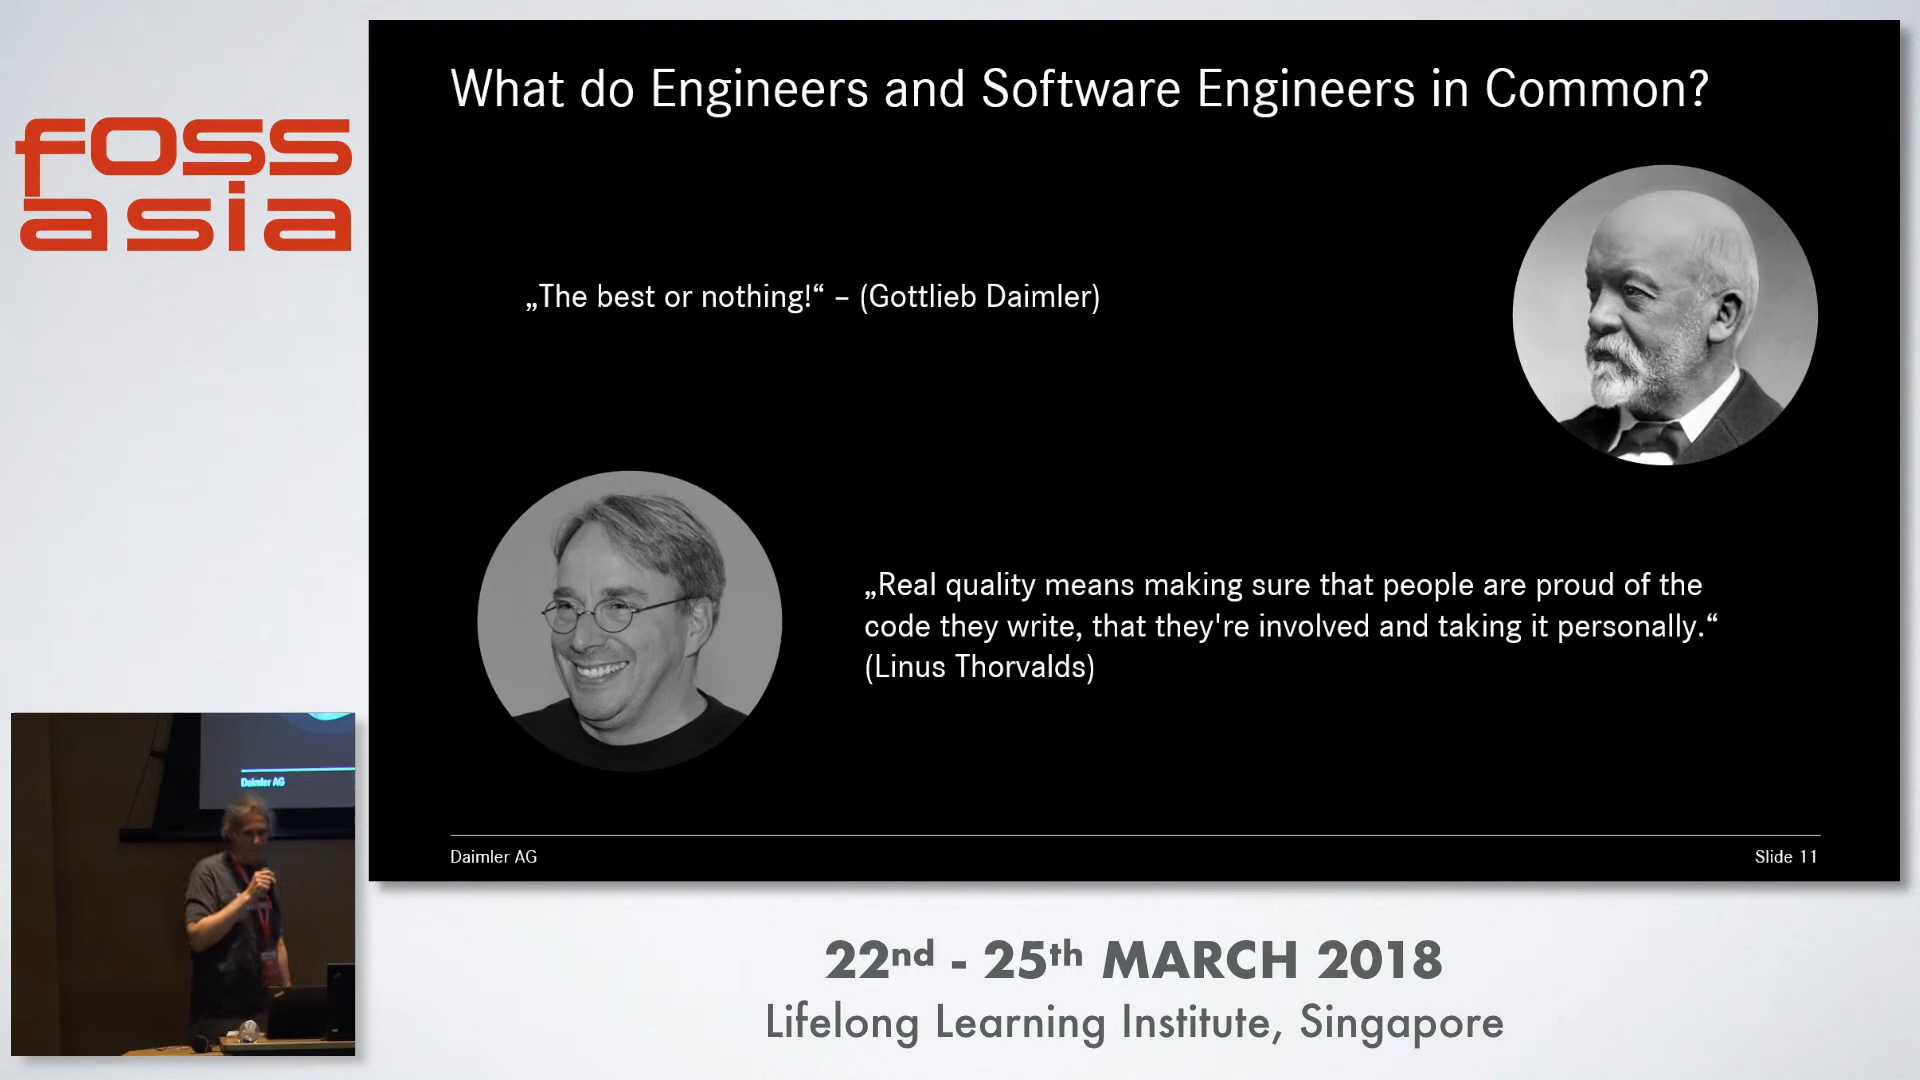 foss
asia
What do Engineers and Software Engineers in Common?
„The best or nothing!“ – (Gottlieb Daimler)
„Real quality means making sure that people are proud of the
code they write, that they're involved and taking it personally.“
(Linus Thorvalds)
Daimler AG
Slide 11
Daimler AG
22nd - 25th MARCH 2018
Lifelong Learning Institute, Singapore